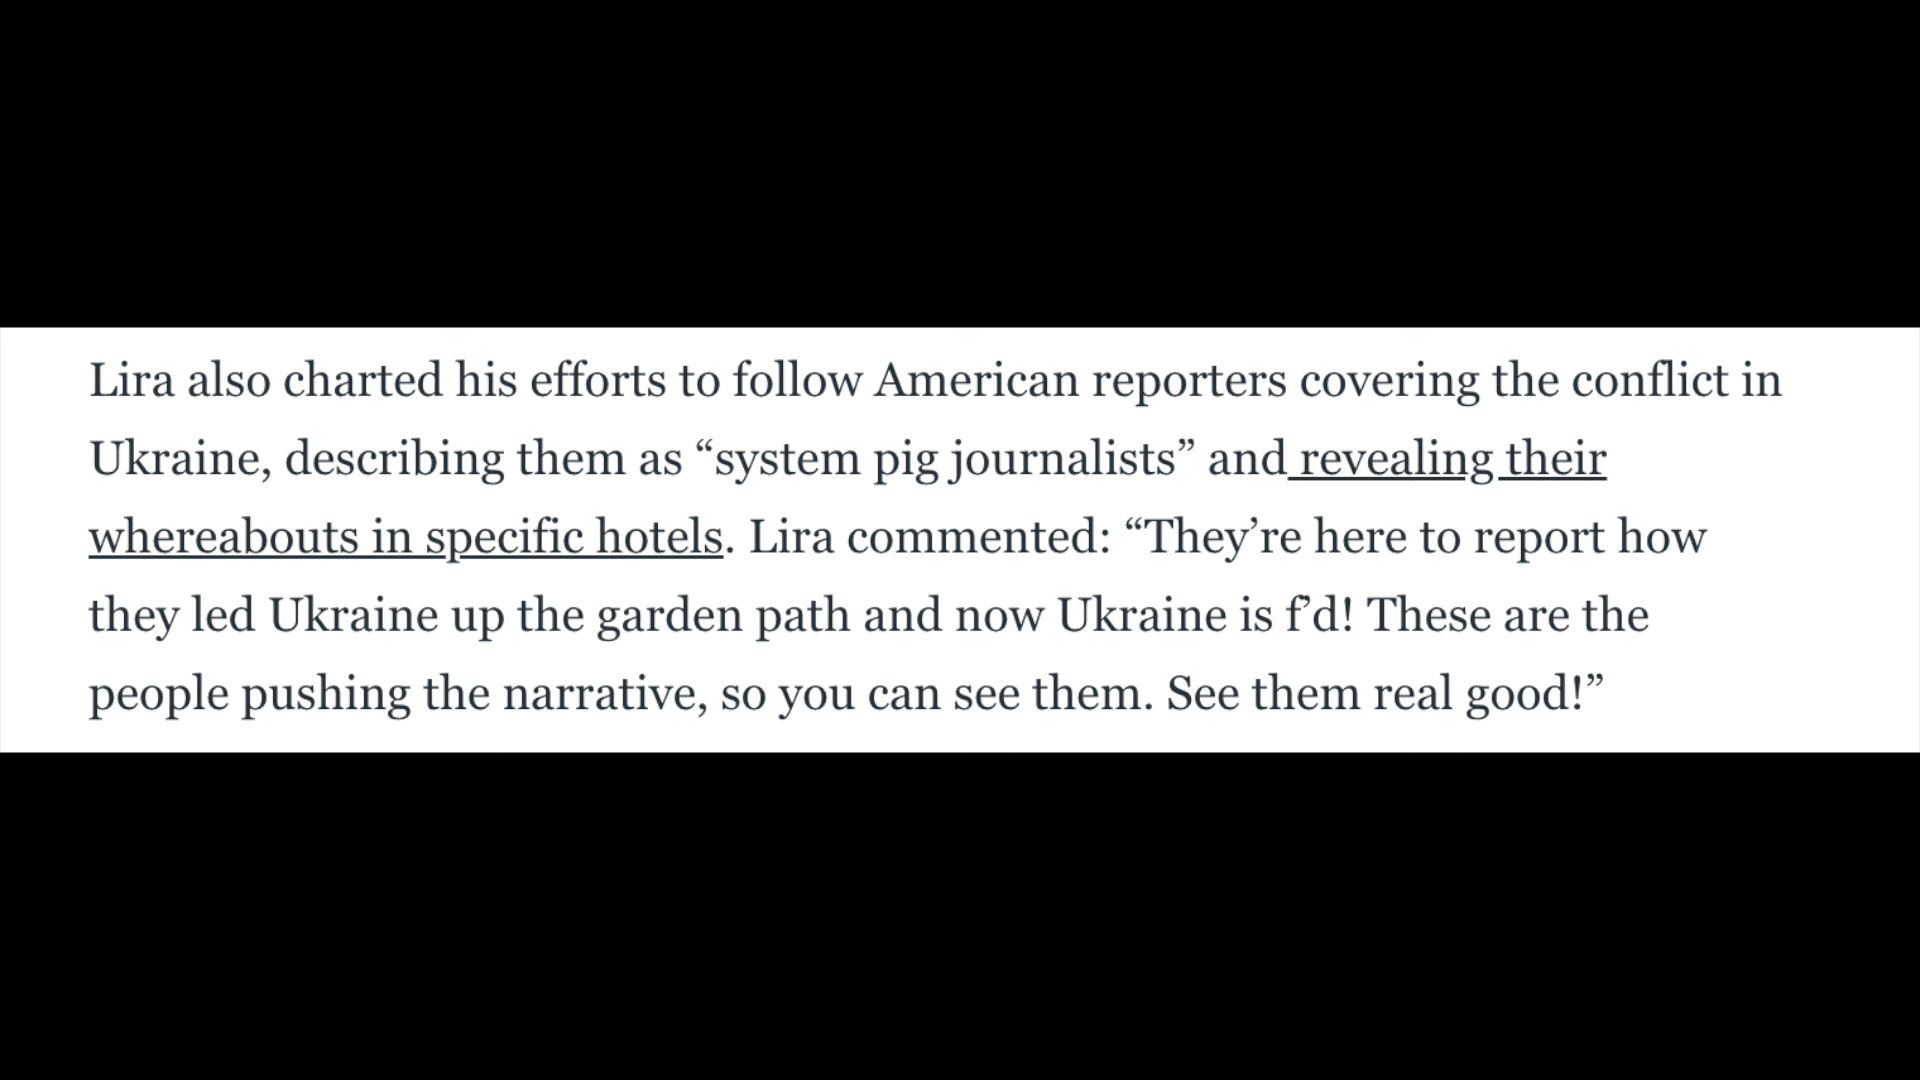 Lira also charted his efforts to follow American reporters covering the conflict in
Ukraine, describing them as “system pig journalists” and revealing their
whereabouts in specific hotels. Lira commented: “They’re here to report how
they led Ukraine up the garden path and now Ukraine is f’d! These are the
people pushing the narrative, so you can see them. See them real good!”